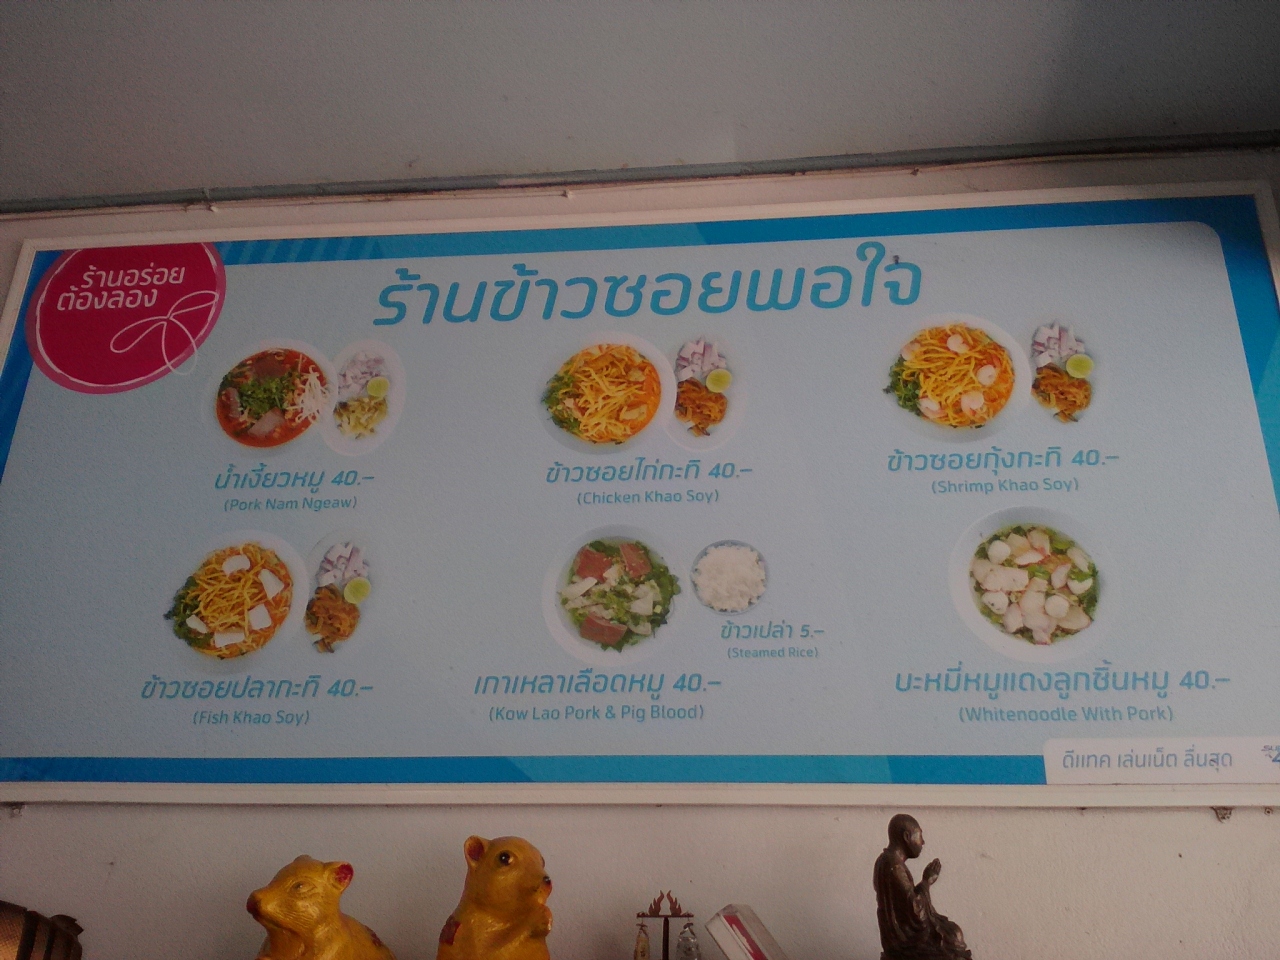 ร้านอร่อย
ต้องลอง
ร้านข้าวซอยพอใจ
น้ำเงี้ยวหมู 40.-
(Pork Nam Ngeaw)
ข้าวซอยไก่กะทิ 40.-
(Chicken Khao Soy)
ข้าวซอยกุ้งกะทิ 40.-
(Shrimp Khao Soy)
ข้าวซอยปลากะทิ 40.-
(Fish Khao Soy)
เกาเหลาเลือดหมู 40.-
(Kow Lao Pork & Pig Blood)
ข้าวเปล่า 5.-
(Steamed Rice)
บะหมี่หมูแดงลูกชิ้นหมู 40.-
(Whitenoodle With Pork)
ดีแทค เล่นเน็ต ลื่นสุด